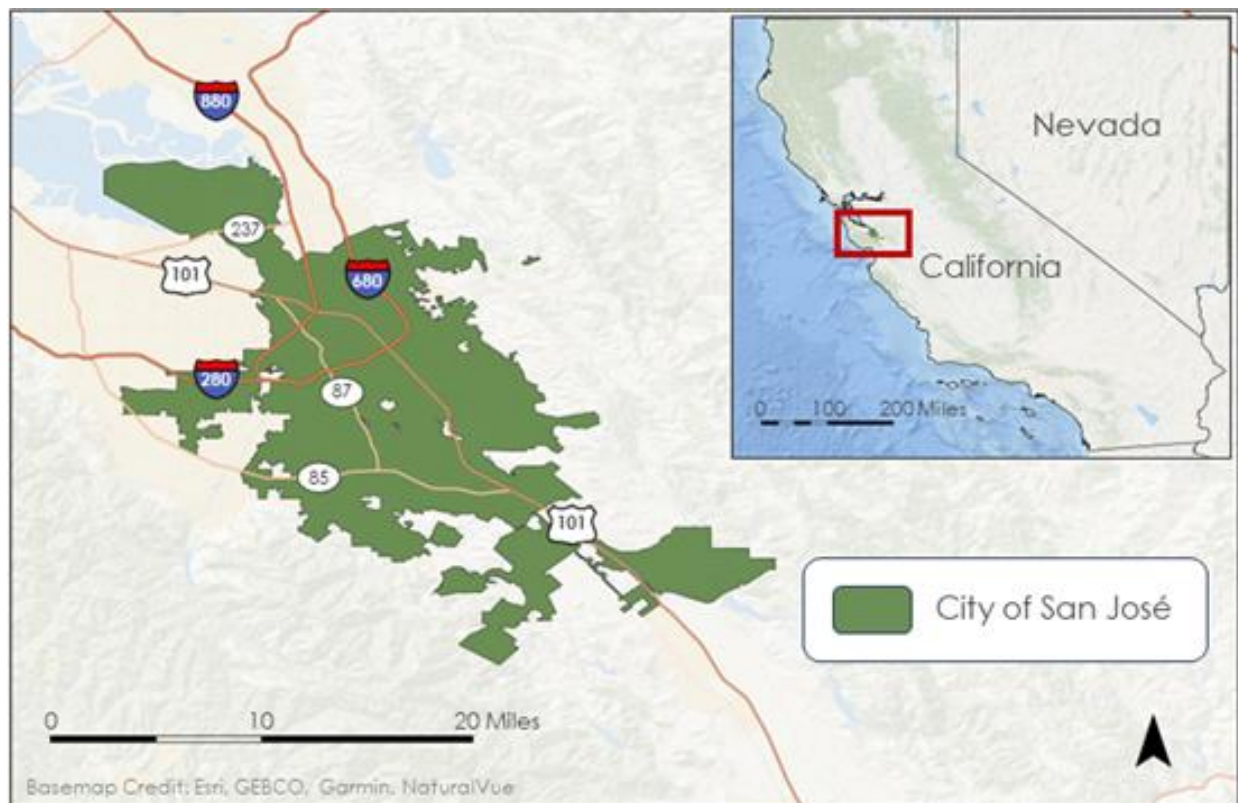 880
237
101
680
280
87
85
101
Nevada
California
0 100 200 Miles
City of San José
0 10 20 Miles
Basemap Credit: Esri, GEBCO, Garmin, NaturalVue